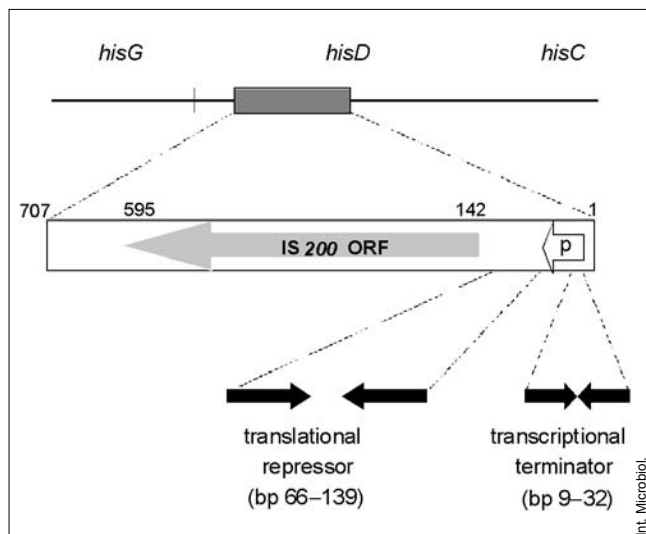 hisG hisD hisC
707 595 142 1
IS 200 ORF p
translational transcriptional
repressor terminator
(bp 66–139) (bp 9–32)
Int. Microbiol.